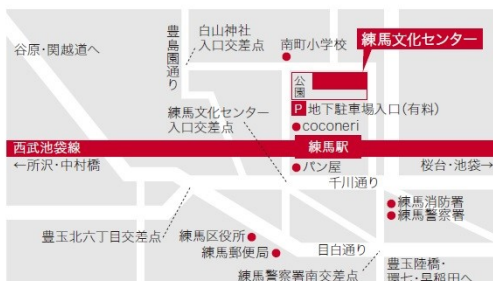 豊島園通り
白山神社
入口交差点
南町小学校
練馬文化センター
谷原・関越道へ
公園
P 地下駐車場入口(有料)
練馬文化センター
入口交差点
coconeri
西武池袋線
練馬駅
←所沢・中村橋
パン屋
桜台・池袋→
千川通り
練馬消防署
練馬警察署
豊玉北六丁目交差点
練馬区役所
練馬郵便局
目白通り
練馬警察署南交差点
豊玉陸橋・
環七・早稲田へ